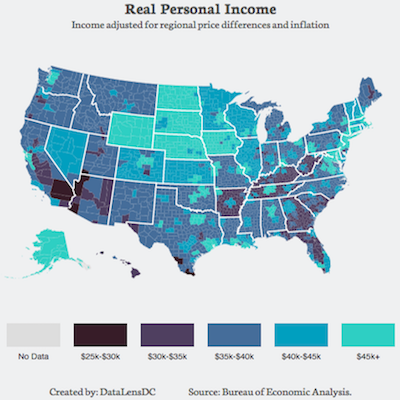 Real Personal Income
Income adjusted for regional price differences and inflation
No Data
$25k-$30k
$30k-$35k
$35k-$40k
$40k-$45k
$45k+
Created by: DataLensDC
Source: Bureau of Economic Analysis.